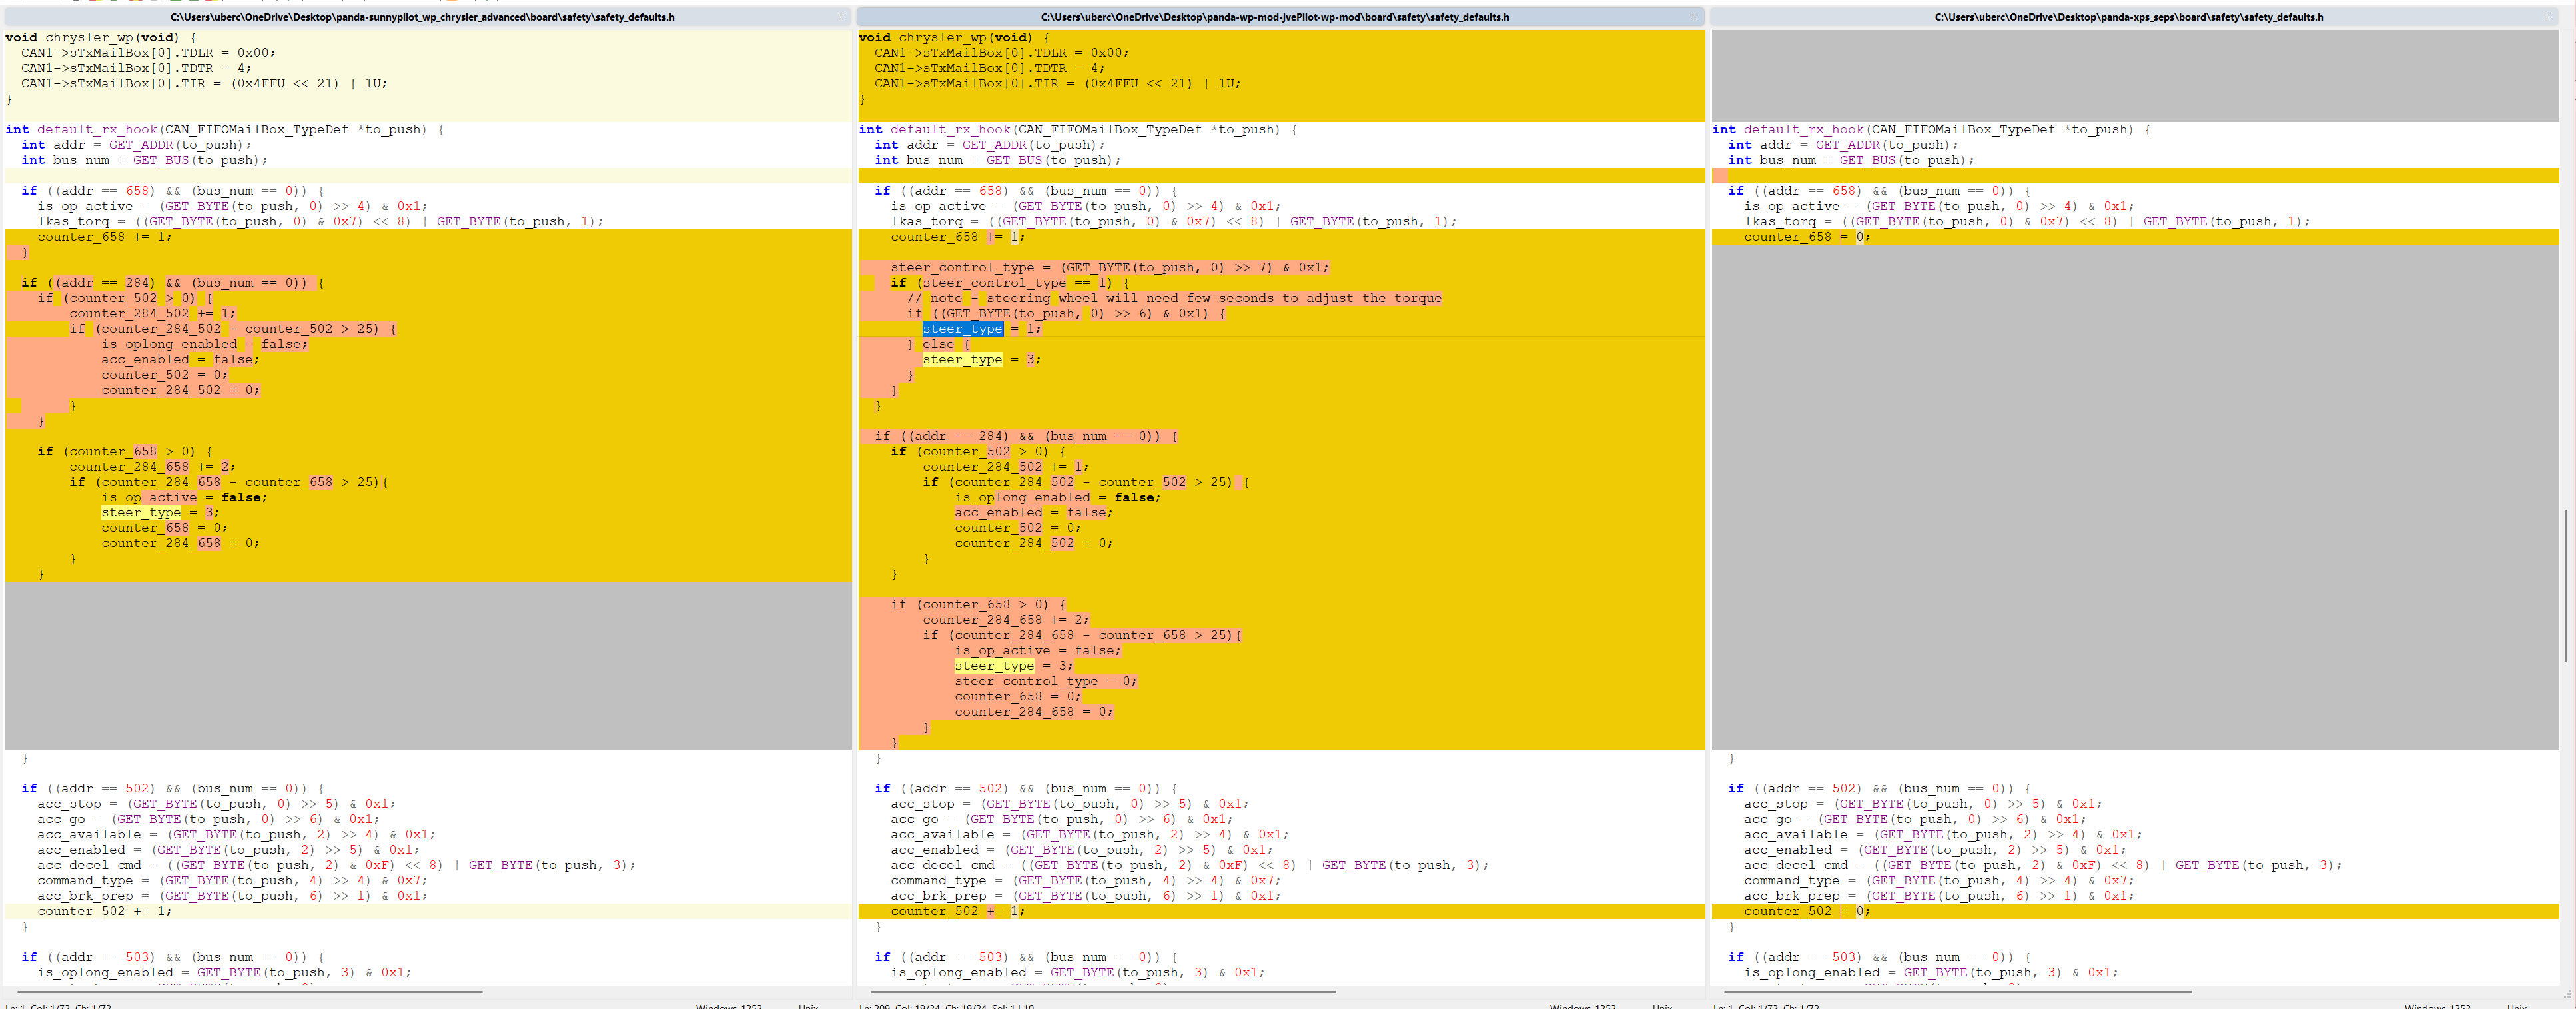 C:\Users\uberc\OneDrive\Desktop\panda-sunnypilot_wp_chrysler_advanced\board\safety\safety_defaults.h
void chrysler_wp(void) {
  CAN1->sTxMailBox[0].TDLR = 0x00;
  CAN1->sTxMailBox[0].TDTR = 4;
  CAN1->sTxMailBox[0].TIR = (0x4FFU << 21) | 1U;
}
int default_rx_hook(CAN_FIFOMailBox_TypeDef *to_push) {
  int addr = GET_ADDR(to_push);
  int bus_num = GET_BUS(to_push);
  if ((addr == 658) && (bus_num == 0)) {
    is_op_active = (GET_BYTE(to_push, 0) >> 4) & 0x1;
    lkas_torq = ((GET_BYTE(to_push, 0) & 0x7) << 8) | GET_BYTE(to_push, 1);
    counter_658 += 1;
  }
  if ((addr == 284) && (bus_num == 0)) {
    if (counter_502 > 0) {
        counter_284_502 += 1;
        if (counter_284_502 - counter_502 > 25) {
            is_oplong_enabled = false;
            acc_enabled = false;
            counter_502 = 0;
            counter_284_502 = 0;
        }
    }
    if (counter_658 > 0) {
        counter_284_658 += 2;
        if (counter_284_658 - counter_658 > 25){
            is_op_active = false;
            steer_type = 3;
            counter_658 = 0;
            counter_284_658 = 0;
        }
    }
  }
  if ((addr == 502) && (bus_num == 0)) {
    acc_stop = (GET_BYTE(to_push, 0) >> 5) & 0x1;
    acc_go = (GET_BYTE(to_push, 0) >> 6) & 0x1;
    acc_available = (GET_BYTE(to_push, 2) >> 4) & 0x1;
    acc_enabled = (GET_BYTE(to_push, 2) >> 5) & 0x1;
    acc_decel_cmd = ((GET_BYTE(to_push, 2) & 0xF) << 8) | GET_BYTE(to_push, 3);
    command_type = (GET_BYTE(to_push, 4) >> 4) & 0x7;
    acc_brk_prep = (GET_BYTE(to_push, 6) >> 1) & 0x1;
    counter_502 += 1;
  }
  if ((addr == 503) && (bus_num == 0)) {
    is_oplong_enabled = GET_BYTE(to_push, 3) & 0x1;
Ln: 1 Col: 1/72 Ch: 1/72 Windows-1252 Unix
C:\Users\uberc\OneDrive\Desktop\panda-wp-mod-jvePilot-wp-mod\board\safety\safety_defaults.h
void chrysler_wp(void) {
  CAN1->sTxMailBox[0].TDLR = 0x00;
  CAN1->sTxMailBox[0].TDTR = 4;
  CAN1->sTxMailBox[0].TIR = (0x4FFU << 21) | 1U;
}
int default_rx_hook(CAN_FIFOMailBox_TypeDef *to_push) {
  int addr = GET_ADDR(to_push);
  int bus_num = GET_BUS(to_push);
  if ((addr == 658) && (bus_num == 0)) {
    is_op_active = (GET_BYTE(to_push, 0) >> 4) & 0x1;
    lkas_torq = ((GET_BYTE(to_push, 0) & 0x7) << 8) | GET_BYTE(to_push, 1);
    counter_658 += 1;
    steer_control_type = (GET_BYTE(to_push, 0) >> 7) & 0x1;
    if (steer_control_type == 1) {
      // note - steering wheel will need few seconds to adjust the torque
      if ((GET_BYTE(to_push, 0) >> 6) & 0x1) {
        steer_type = 1;
      } else {
        steer_type = 3;
      }
    }
  }
  if ((addr == 284) && (bus_num == 0)) {
    if (counter_502 > 0) {
        counter_284_502 += 1;
        if (counter_284_502 - counter_502 > 25) {
            is_oplong_enabled = false;
            acc_enabled = false;
            counter_502 = 0;
            counter_284_502 = 0;
        }
    }
    if (counter_658 > 0) {
        counter_284_658 += 2;
        if (counter_284_658 - counter_658 > 25){
            is_op_active = false;
            steer_type = 3;
            steer_control_type = 0;
            counter_658 = 0;
            counter_284_658 = 0;
        }
    }
  }
  if ((addr == 502) && (bus_num == 0)) {
    acc_stop = (GET_BYTE(to_push, 0) >> 5) & 0x1;
    acc_go = (GET_BYTE(to_push, 0) >> 6) & 0x1;
    acc_available = (GET_BYTE(to_push, 2) >> 4) & 0x1;
    acc_enabled = (GET_BYTE(to_push, 2) >> 5) & 0x1;
    acc_decel_cmd = ((GET_BYTE(to_push, 2) & 0xF) << 8) | GET_BYTE(to_push, 3);
    command_type = (GET_BYTE(to_push, 4) >> 4) & 0x7;
    acc_brk_prep = (GET_BYTE(to_push, 6) >> 1) & 0x1;
    counter_502 += 1;
  }
  if ((addr == 503) && (bus_num == 0)) {
    is_oplong_enabled = GET_BYTE(to_push, 3) & 0x1;
Ln: 209 Col: 19/24 Ch: 19/24 Sel: 1 | 10 Windows-1252 Unix
C:\Users\uberc\OneDrive\Desktop\panda-xps_seps\board\safety\safety_defaults.h
int default_rx_hook(CAN_FIFOMailBox_TypeDef *to_push) {
  int addr = GET_ADDR(to_push);
  int bus_num = GET_BUS(to_push);
  if ((addr == 658) && (bus_num == 0)) {
    is_op_active = (GET_BYTE(to_push, 0) >> 4) & 0x1;
    lkas_torq = ((GET_BYTE(to_push, 0) & 0x7) << 8) | GET_BYTE(to_push, 1);
    counter_658 = 0;
  }
  if ((addr == 502) && (bus_num == 0)) {
    acc_stop = (GET_BYTE(to_push, 0) >> 5) & 0x1;
    acc_go = (GET_BYTE(to_push, 0) >> 6) & 0x1;
    acc_available = (GET_BYTE(to_push, 2) >> 4) & 0x1;
    acc_enabled = (GET_BYTE(to_push, 2) >> 5) & 0x1;
    acc_decel_cmd = ((GET_BYTE(to_push, 2) & 0xF) << 8) | GET_BYTE(to_push, 3);
    command_type = (GET_BYTE(to_push, 4) >> 4) & 0x7;
    acc_brk_prep = (GET_BYTE(to_push, 6) >> 1) & 0x1;
    counter_502 = 0;
  }
  if ((addr == 503) && (bus_num == 0)) {
    is_oplong_enabled = GET_BYTE(to_push, 3) & 0x1;
Ln: 1 Col: 1/72 Ch: 1/72 Windows-1252 Unix